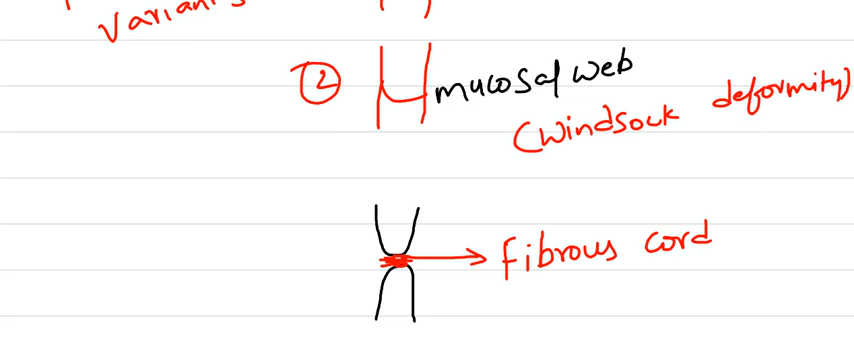 Variants
② mucosal web
(Windsock deformity)
Fibrous cord